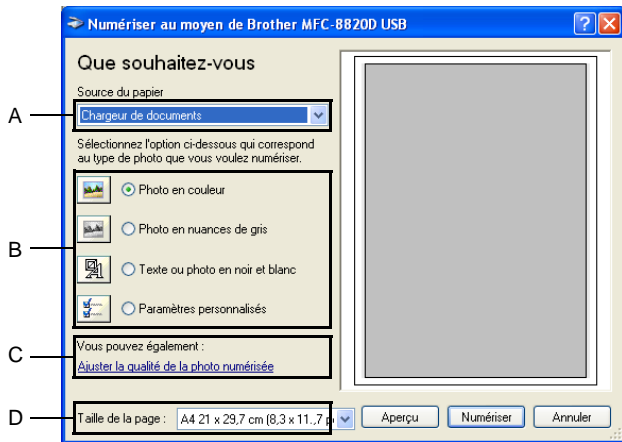 Numériser au moyen de Brother MFC-8820D USB
Que souhaitez-vous
Source du papier
A
Chargeur de documents
Sélectionnez l'option ci-dessous qui correspond
au type de photo que vous voulez numériser.
B
Photo en couleur
Photo en nuances de gris
Texte ou photo en noir et blanc
Paramètres personnalisés
C
Vous pouvez également :
Ajuster la qualité de la photo numérisée
D
Taille de la page : A4 21 x 29,7 cm (8,3 x 11.,7 p
Aperçu Numériser Annuler